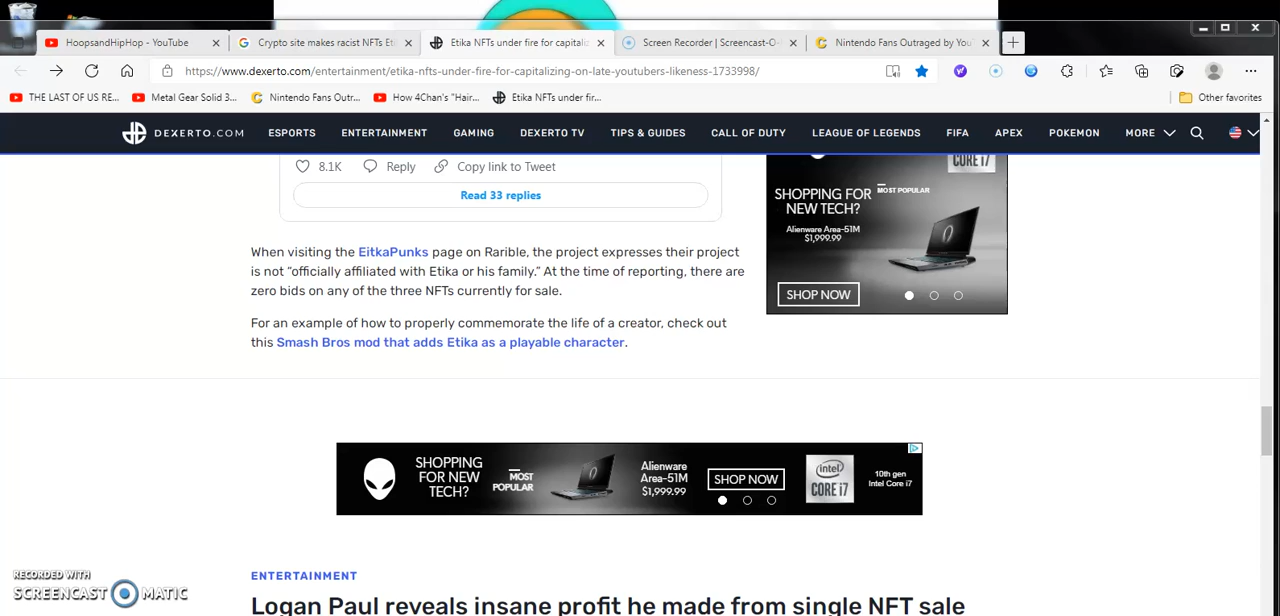 HoopsandHipHop - YouTube
Crypto site makes racist NFTs Et
Etika NFTs under fire for capitali
Screen Recorder | Screencast-O-
Nintendo Fans Outraged by You
https://www.dexerto.com/entertainment/etika-nfts-under-fire-for-capitalizing-on-late-youtubers-likeness-1733998/
THE LAST OF US RE...
Metal Gear Solid 3...
Nintendo Fans Outr...
How 4Chan's "Hair...
Etika NFTs under fir...
Other favorites
DEXERTO.COM
ESPORTS
ENTERTAINMENT
GAMING
DEXERTO TV
TIPS & GUIDES
CALL OF DUTY
LEAGUE OF LEGENDS
FIFA
APEX
POKEMON
MORE
8.1K
Reply
Copy link to Tweet
Read 33 replies
When visiting the EitkaPunks page on Rarible, the project expresses their project
is not "officially affiliated with Etika or his family." At the time of reporting, there are
zero bids on any of the three NFTs currently for sale.
For an example of how to properly commemorate the life of a creator, check out
this Smash Bros mod that adds Etika as a playable character.
CORE i7
SHOPPING FOR
NEW TECH?
MOST POPULAR
Alienware Area-51M
$1,999.99
SHOP NOW
SHOPPING
FOR NEW
TECH?
MOST
POPULAR
Alienware
Area-51M
$1,999.99
SHOP NOW
intel
CORE i7
10th gen
Intel Core i7
ENTERTAINMENT
Logan Paul reveals insane profit he made from single NFT sale
RECORDED WITH
SCREENCAST MATIC